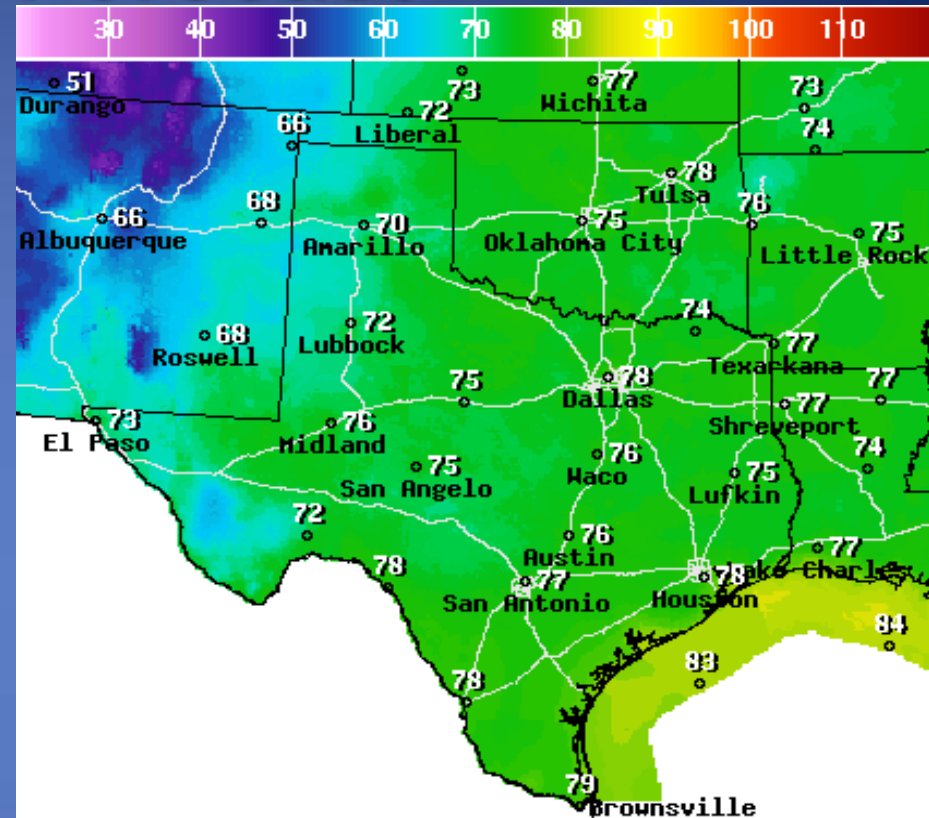 30 40 50 60 70 80 90 100 110
51
Durango
73
77
Wichita
73
72
Liberal
66
74
78
Tulsa
66
Albuquerque
68
70
Amarillo
75
Oklahoma City
76
75
Little Rock
68
Roswell
72
Lubbock
74
77
Texarkana
75
78
Dallas
77
Shreveport
77
73
El Paso
76
Midland
75
San Angelo
76
Waco
75
Lufkin
74
72
76
Austin
77
Lake Charles
78
77
San Antonio
78
Houston
84
83
78
79
Brownsville